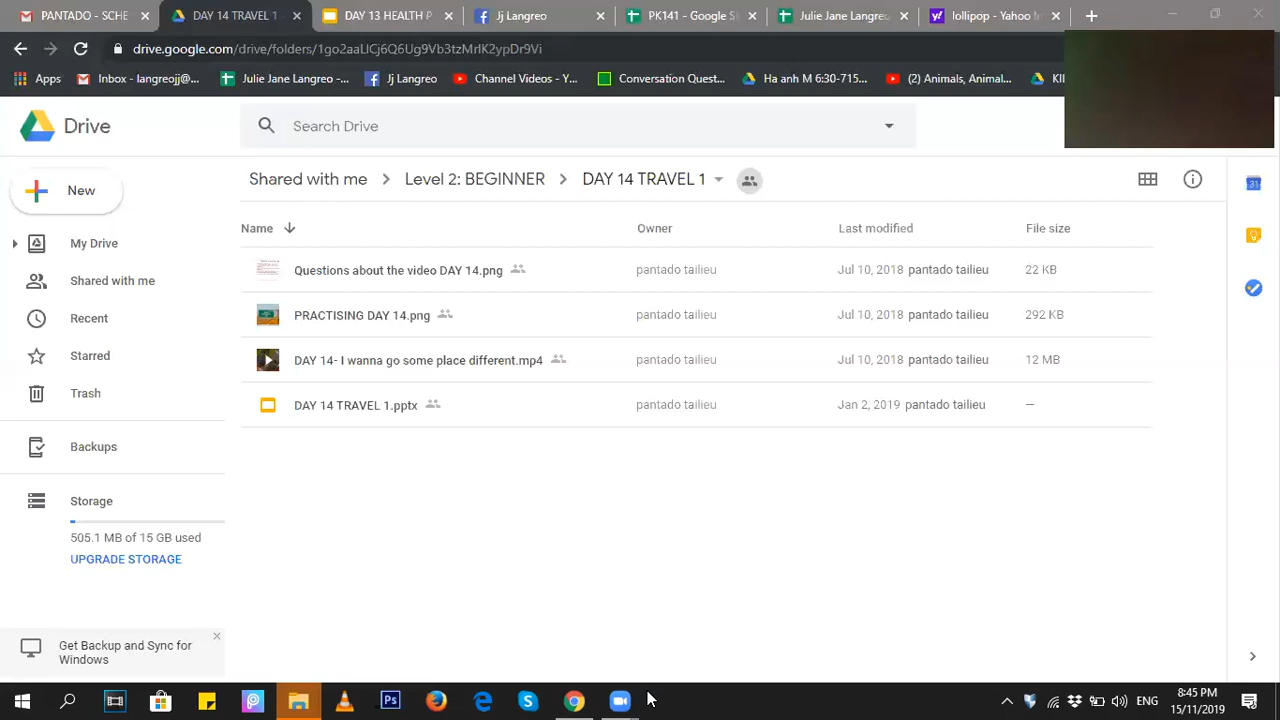 PANTADO - SCHE
DAY 14 TRAVEL 1
DAY 13 HEALTH P
Jj Langreo
PK141 - Google S
Julie Jane Langreo
lollipop - Yahoo I
drive.google.com/drive/folders/1go2aaLlCj6Q6Ug9Vb3tzMrIK2ypDr9Vi
Apps
Inbox - langreojj@...
Julie Jane Langreo -...
Jj Langreo
Channel Videos - Y...
Conversation Quest...
Ha anh M 6:30-715...
(2) Animals, Animal...
Drive
Search Drive
New
Shared with me > Level 2: BEGINNER > DAY 14 TRAVEL 1
Name Owner Last modified File size
Questions about the video DAY 14.png pantado tailieu Jul 10, 2018 pantado tailieu 22 KB
PRACTISING DAY 14.png pantado tailieu Jul 10, 2018 pantado tailieu 292 KB
DAY 14- I wanna go some place different.mp4 pantado tailieu Jul 10, 2018 pantado tailieu 12 MB
DAY 14 TRAVEL 1.pptx pantado tailieu Jan 2, 2019 pantado tailieu —
My Drive
Shared with me
Recent
Starred
Trash
Backups
Storage
505.1 MB of 15 GB used
UPGRADE STORAGE
Get Backup and Sync for
Windows
31
Ps
ENG
8:45 PM
15/11/2019